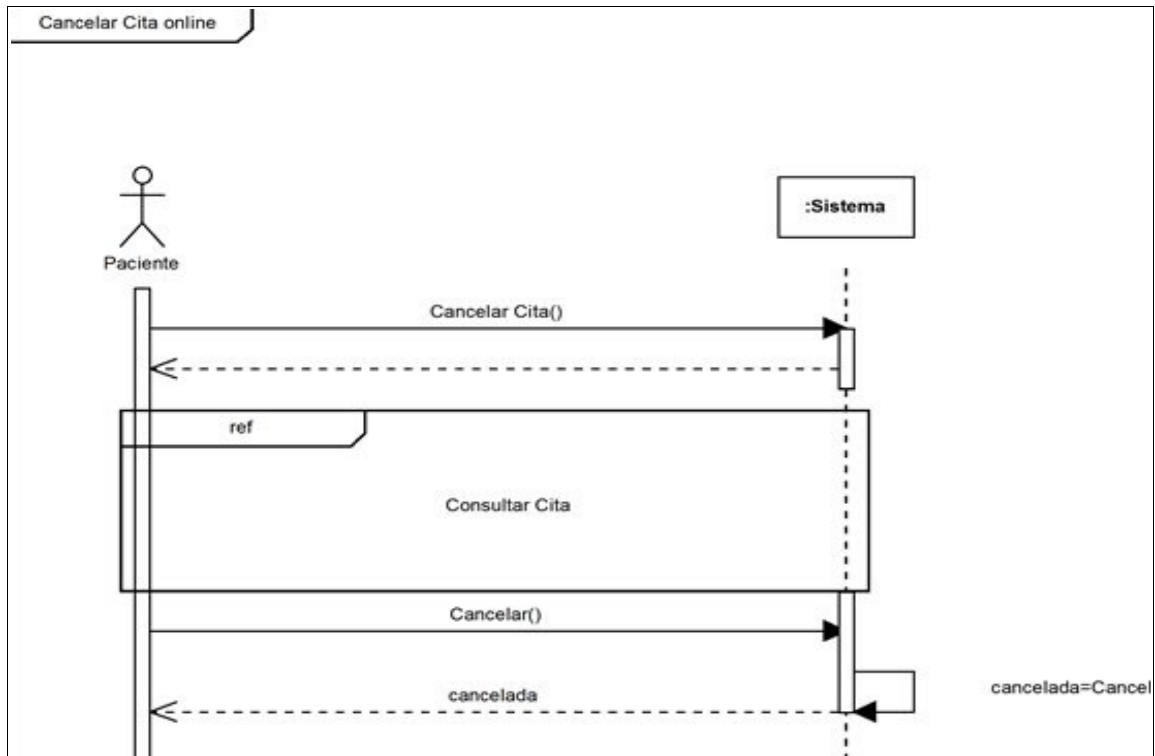 Cancelar Cita online
:Sistema
Paciente
Cancelar Cita()
ref
Consultar Cita
Cancelar()
cancelada=Cancel
cancelada